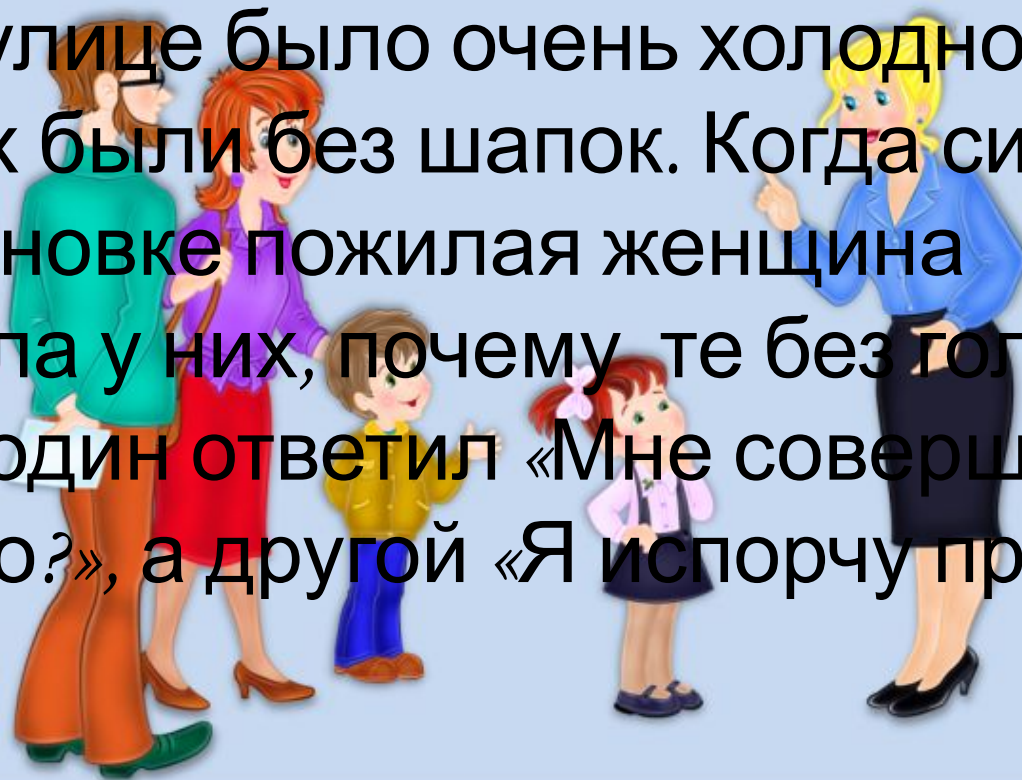 улице было очень холодно
х были без шапок. Когда си
новке пожилая женщина
ла у них, почему те без гол
один ответил «Мне соверш
о?», а другой «Я испорчу пр